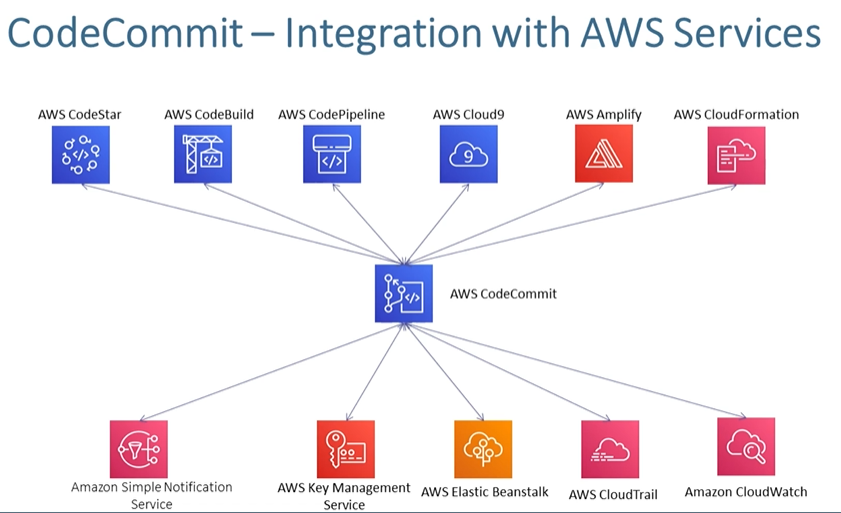 CodeCommit – Integration with AWS Services
AWS CodeStar
AWS CodeBuild
AWS CodePipeline
AWS Cloud9
AWS Amplify
AWS CloudFormation
</>
</>
</>
9
</>
AWS CodeCommit
Amazon Simple Notification
Service
AWS Key Management
Service
AWS Elastic Beanstalk
AWS CloudTrail
Amazon CloudWatch